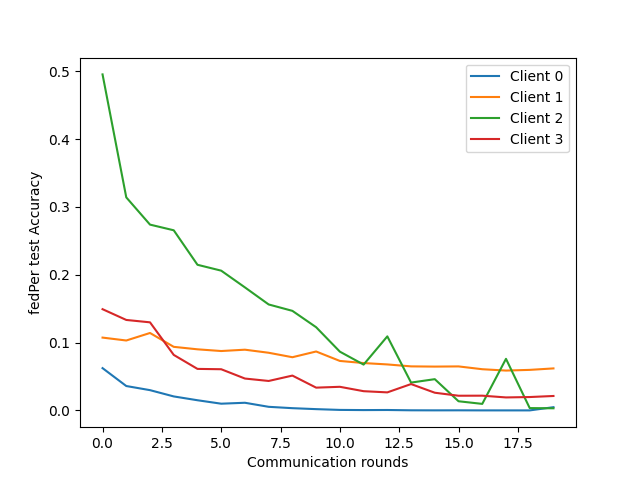 Client 0
Client 1
Client 2
Client 3
fedPer test Accuracy
0.5
0.4
0.3
0.2
0.1
0.0
0.0 2.5 5.0 7.5 10.0 12.5 15.0 17.5
Communication rounds